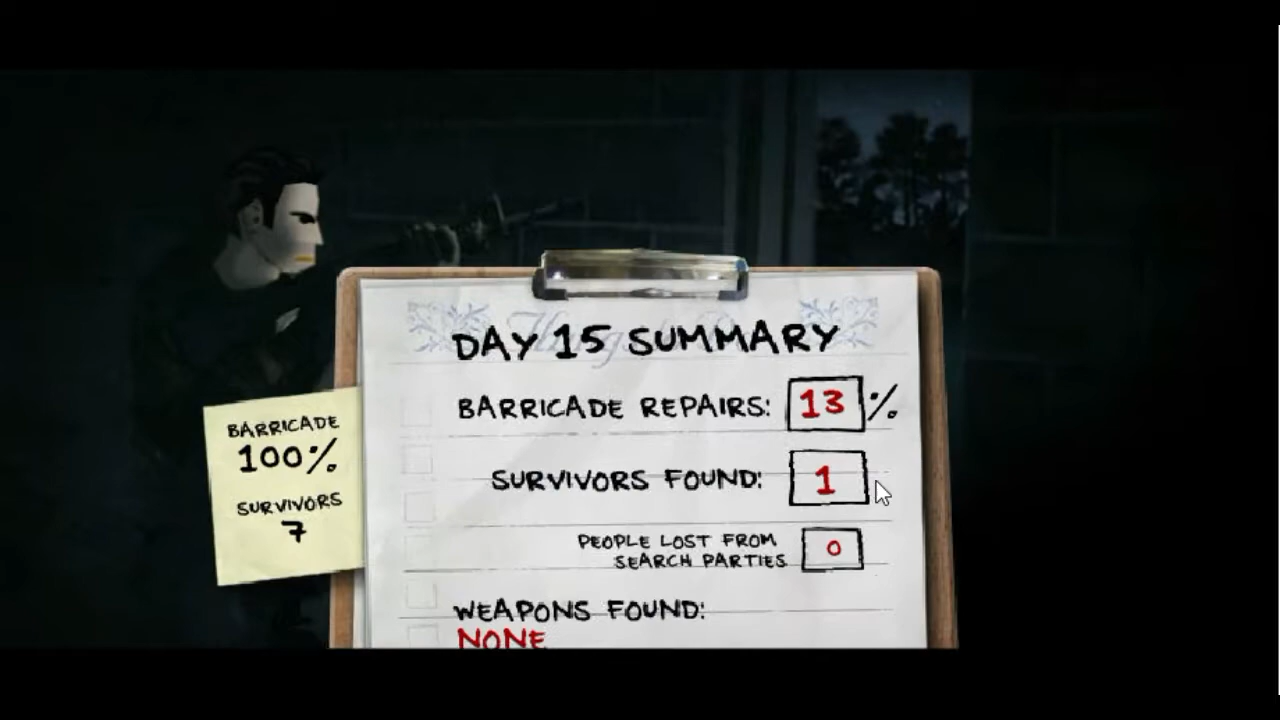 DAY 15 SUMMARY
BARRICADE REPAIRS: 13 %
SURVIVORS FOUND: 1
PEOPLE LOST FROM
SEARCH PARTIES 0
WEAPONS FOUND:
NONE
BARRICADE
100%
SURVIVORS
7